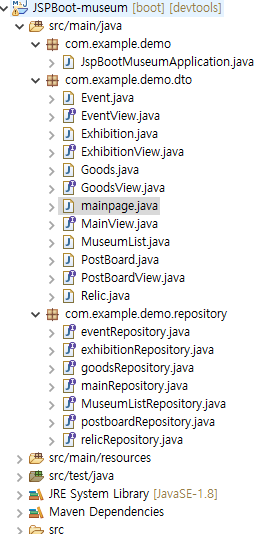 JSPBoot-museum [boot] [devtools]
src/main/java
com.example.demo
JspBootMuseumApplication.java
com.example.demo.dto
Event.java
EventView.java
Exhibition.java
ExhibitionView.java
Goods.java
GoodsView.java
mainpage.java
MainView.java
MuseumList.java
PostBoard.java
PostBoardView.java
Relic.java
com.example.demo.repository
eventRepository.java
exhibitionRepository.java
goodsRepository.java
mainRepository.java
MuseumListRepository.java
postboardRepository.java
relicRepository.java
src/main/resources
src/test/java
JRE System Library [JavaSE-1.8]
Maven Dependencies
src